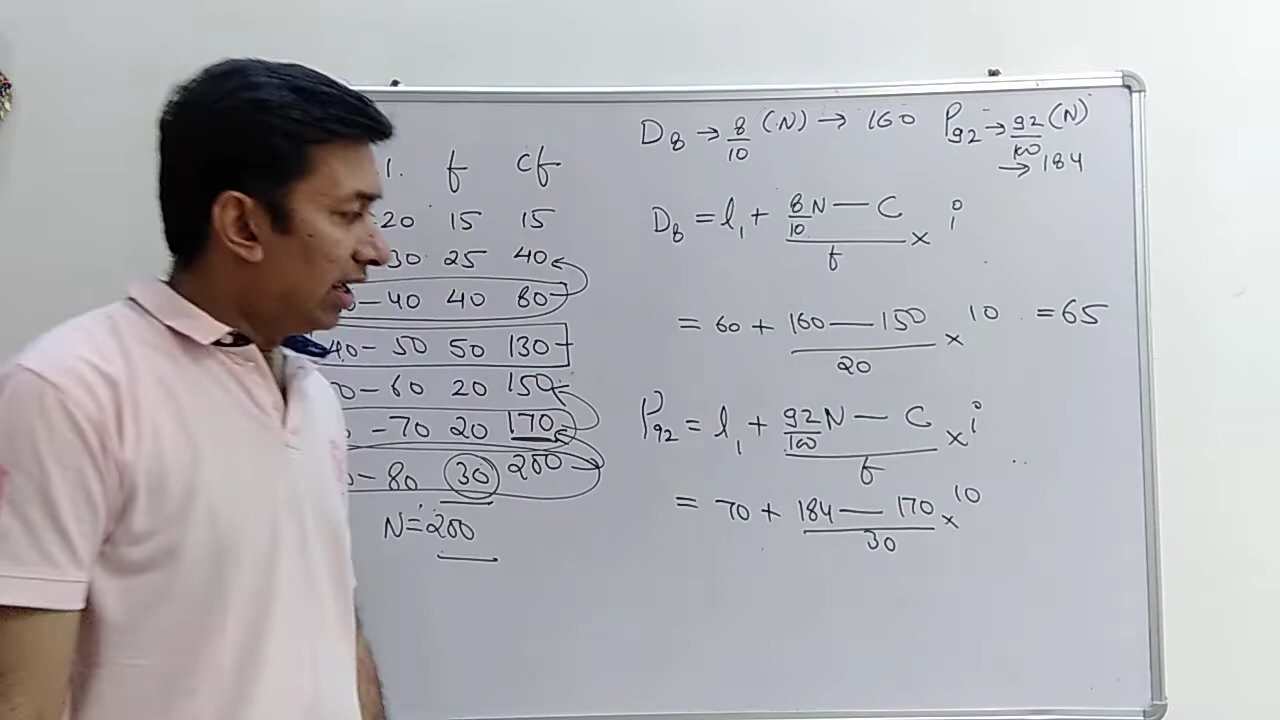 D8 → 8/10 (N) → 160 P92 → 92/100 (N)
→ 184
I. f cf
-20 15 15
30 25 40
-40 40 80
40-50 50 130
-60 20 150
-70 20 170
-80 30 200
N=200
D8 = l1 + 8/10 N — C / f × i
= 60 + 160 — 150 / 20 × 10 = 65
P92 = l1 + 92/100 N — C / f × i
= 70 + 184 — 170 / 30 × 10